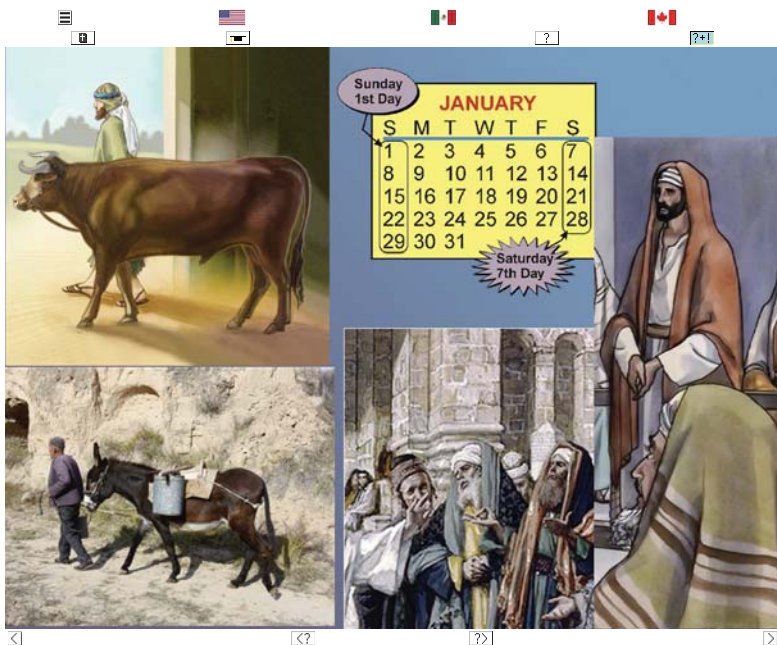 ?
?+!
Sunday
1st Day
JANUARY
S M T W T F S
1 2 3 4 5 6 7
8 9 10 11 12 13 14
15 16 17 18 19 20 21
22 23 24 25 26 27 28
29 30 31
Saturday
7th Day
<
<?
?>
>